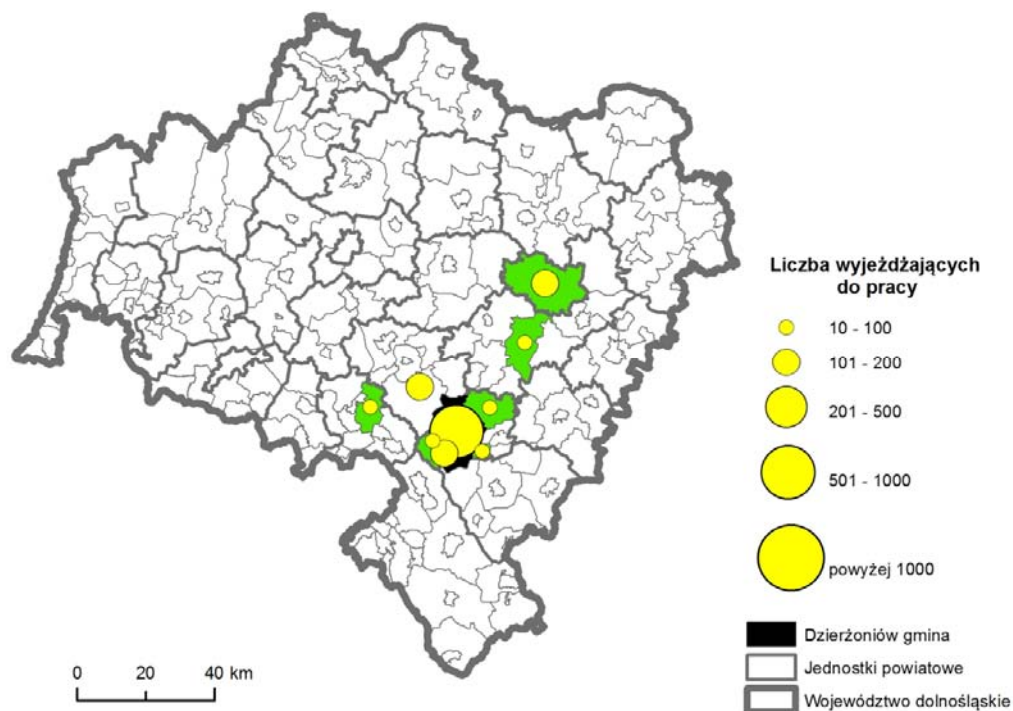 Liczba wyjeżdżających
do pracy
10 - 100
101 - 200
201 - 500
501 - 1000
powyżej 1000
Dzierżoniów gmina
Jednostki powiatowe
Województwo dolnośląskie
0 20 40 km